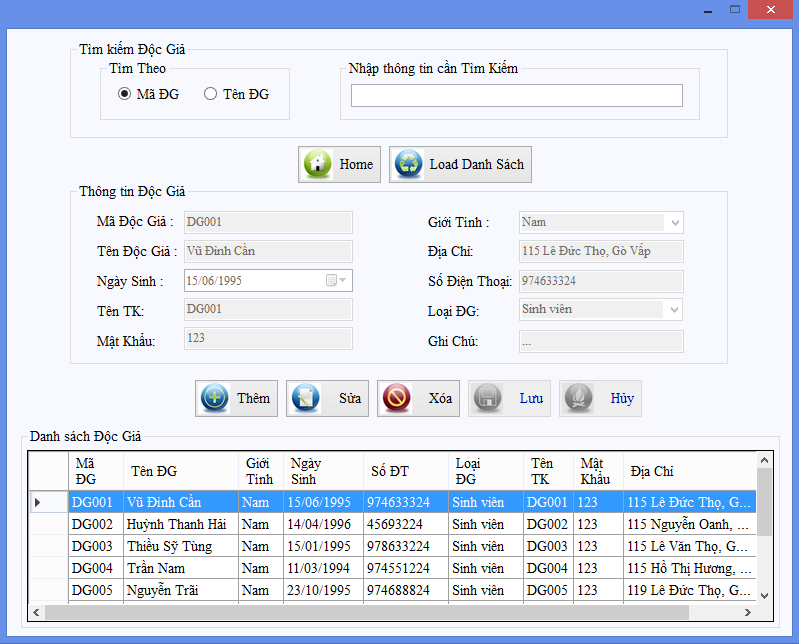 Tìm kiếm Độc Giả
Tìm Theo
Mã ĐG Tên ĐG
Nhập thông tin cần Tìm Kiếm
Home Load Danh Sách
Thông tin Độc Giả
Mã Độc Giả : DG001 Giới Tính : Nam
Tên Độc Giả : Vũ Đình Cần Địa Chỉ: 115 Lê Đức Thọ, Gò Vấp
Ngày Sinh : 15/06/1995 Số Điện Thoại: 974633324
Tên TK: DG001 Loại ĐG: Sinh viên
Mật Khẩu: 123 Ghi Chú: ...
Thêm Sửa Xóa Lưu Hủy
Danh sách Độc Giả
Mã ĐG Tên ĐG Giới Tính Ngày Sinh Số ĐT Loại ĐG Tên TK Mật Khẩu Địa Chỉ
DG001 Vũ Đình Cần Nam 15/06/1995 974633324 Sinh viên DG001 123 115 Lê Đức Thọ, G...
DG002 Huỳnh Thanh Hải Nam 14/04/1996 45693224 Sinh viên DG002 123 115 Nguyễn Oanh, ...
DG003 Thiều Sỹ Tùng Nam 15/01/1995 978633224 Sinh viên DG003 123 115 Lê Văn Thọ, G...
DG004 Trần Nam Nam 11/03/1994 974551224 Sinh viên DG004 123 115 Hồ Thị Hương, ...
DG005 Nguyễn Trãi Nam 23/10/1995 974688824 Sinh viên DG005 123 119 Lê Đức Thọ, G...